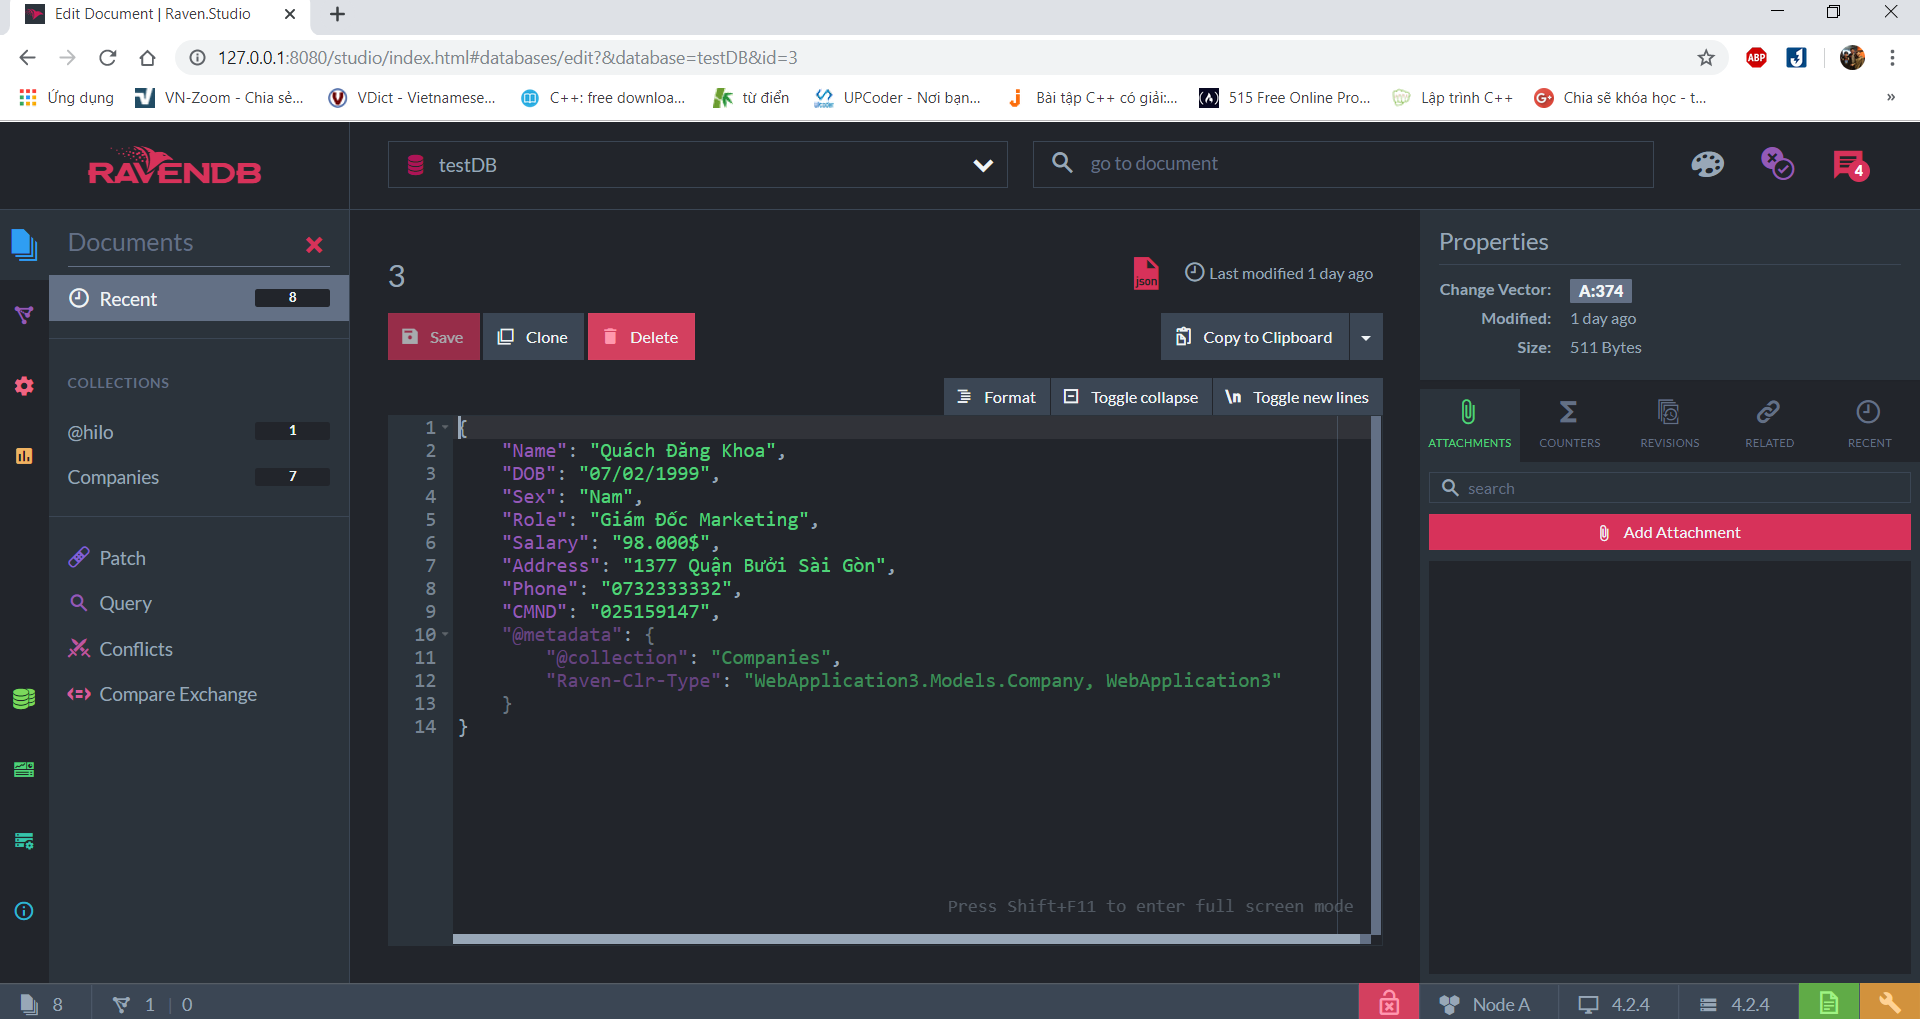 Edit Document | Raven.Studio
127.0.0.1:8080/studio/index.html#databases/edit?&database=testDB&id=3
ABP
Ứng dụng
VN-Zoom - Chia sẻ...
VDict - Vietnamese...
C++: free downloa...
từ điển
UPCoder - Nơi bạn...
Bài tập C++ có giải:...
515 Free Online Pro...
Lập trình C++
Chia sẽ khóa học - t...
»
RAVENDB
testDB
go to document
4
Documents
Recent 8
COLLECTIONS
@hilo 1
Companies 7
Patch
Query
Conflicts
Compare Exchange
3
json
Last modified 1 day ago
Save
Clone
Delete
Copy to Clipboard
Format
Toggle collapse
\n Toggle new lines
1 {
2 "Name": "Quách Đăng Khoa",
3 "DOB": "07/02/1999",
4 "Sex": "Nam",
5 "Role": "Giám Đốc Marketing",
6 "Salary": "98.000$",
7 "Address": "1377 Quận Bưởi Sài Gòn",
8 "Phone": "0732333332",
9 "CMND": "025159147",
10 "@metadata": {
11 "@collection": "Companies",
12 "Raven-Clr-Type": "WebApplication3.Models.Company, WebApplication3"
13 }
14 }
Press Shift+F11 to enter full screen mode
Properties
Change Vector: A:374
Modified: 1 day ago
Size: 511 Bytes
ATTACHMENTS
COUNTERS
REVISIONS
RELATED
RECENT
search
Add Attachment
8
1 | 0
Node A
4.2.4
4.2.4